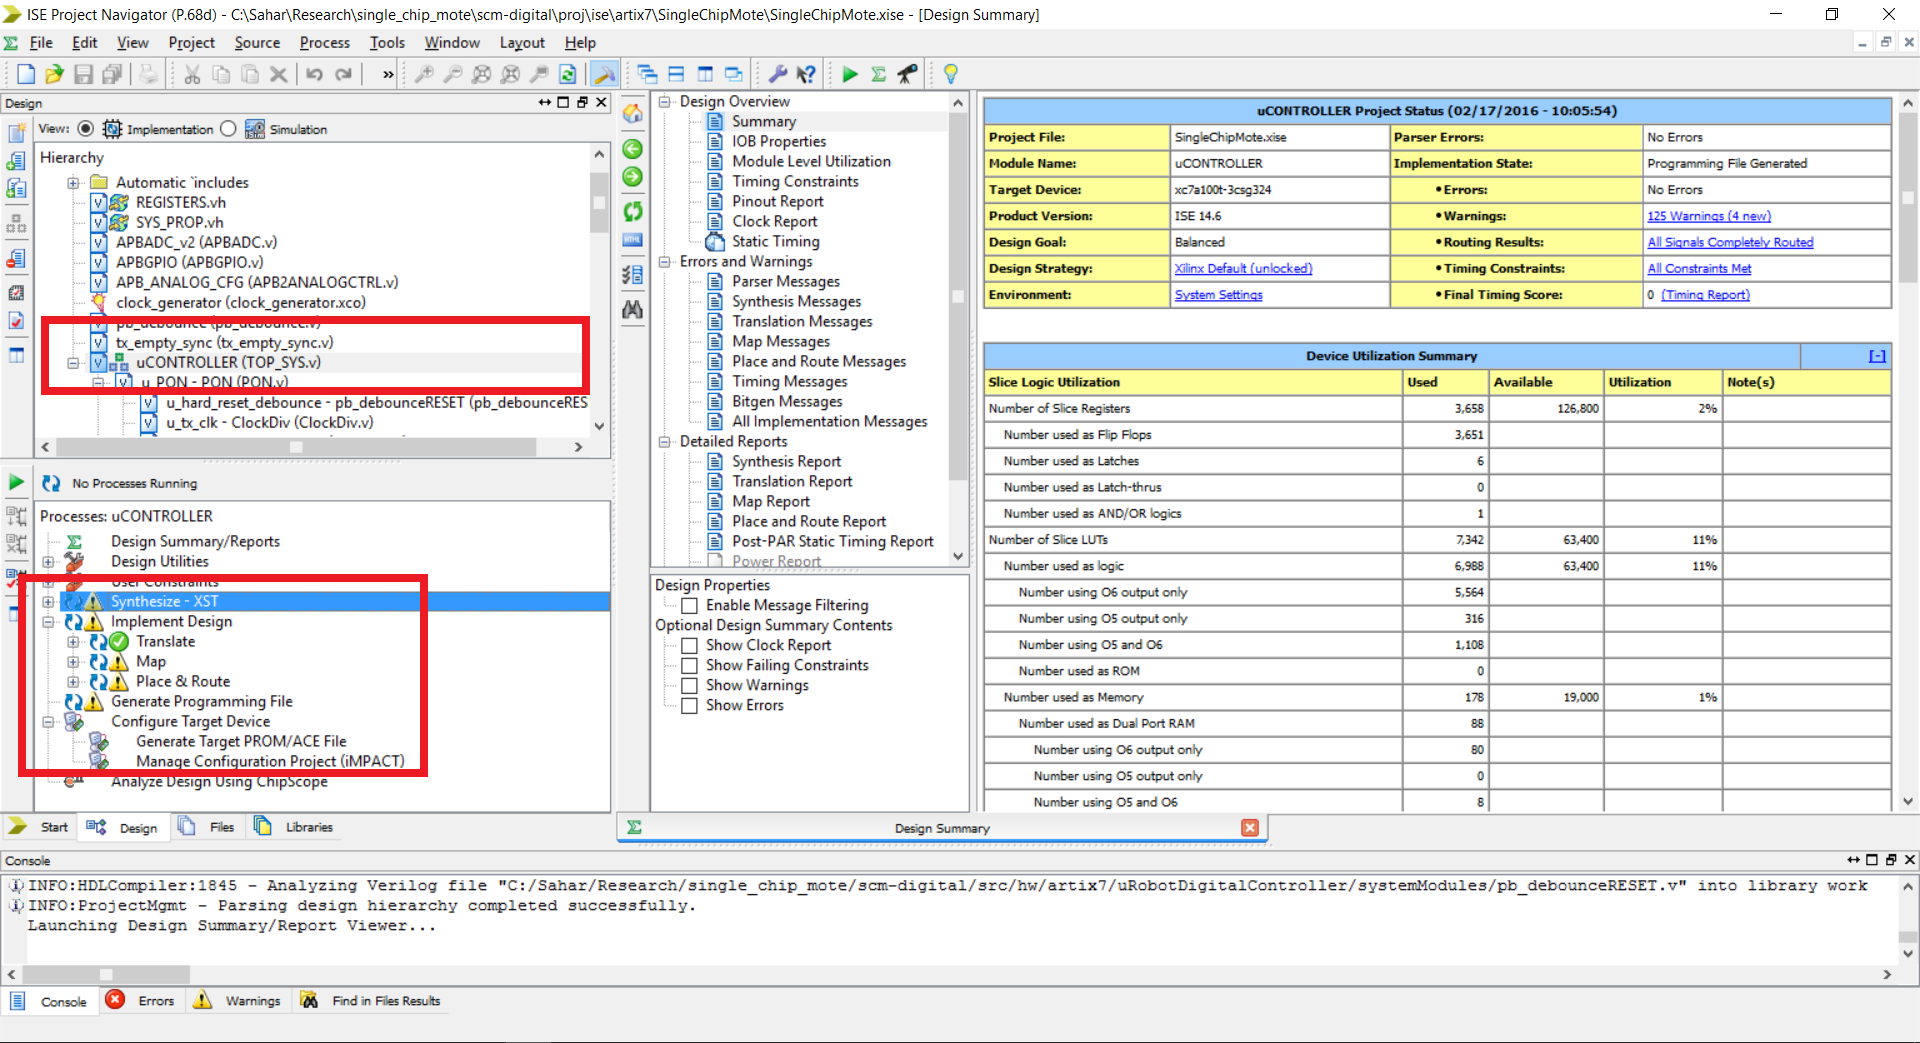 ISE Project Navigator (P.68d) - C:\Sahar\Research\single_chip_mote\scm-digital\proj\ise\artix7\SingleChipMote\SingleChipMote.xise - [Design Summary]
File Edit View Project Source Process Tools Window Layout Help
Design
View: Implementation Simulation
Hierarchy
Automatic `includes
REGISTERS.vh
SYS_PROP.vh
APBADC_v2 (APBADC.v)
APBGPIO (APBGPIO.v)
APB_ANALOG_CFG (APB2ANALOGCTRL.v)
clock_generator (clock_generator.xco)
pb_debounce (pb_debounce.v)
tx_empty_sync (tx_empty_sync.v)
uCONTROLLER (TOP_SYS.v)
u_PON - PON (PON.v)
u_hard_reset_debounce - pb_debounceRESET (pb_debounceRES
u_tx_clk - ClockDiv (ClockDiv.v)
No Processes Running
Processes: uCONTROLLER
Design Summary/Reports
Design Utilities
User Constraints
Synthesize - XST
Implement Design
Translate
Map
Place & Route
Generate Programming File
Configure Target Device
Generate Target PROM/ACE File
Manage Configuration Project (iMPACT)
Analyze Design Using ChipScope
Start Design Files Libraries
Design Overview
Summary
IOB Properties
Module Level Utilization
Timing Constraints
Pinout Report
Clock Report
Static Timing
Errors and Warnings
Parser Messages
Synthesis Messages
Translation Messages
Map Messages
Place and Route Messages
Timing Messages
Bitgen Messages
All Implementation Messages
Detailed Reports
Synthesis Report
Translation Report
Map Report
Place and Route Report
Post-PAR Static Timing Report
Power Report
Design Properties
Enable Message Filtering
Optional Design Summary Contents
Show Clock Report
Show Failing Constraints
Show Warnings
Show Errors
uCONTROLLER Project Status (02/17/2016 - 10:05:54)
Project File: SingleChipMote.xise Parser Errors: No Errors
Module Name: uCONTROLLER Implementation State: Programming File Generated
Target Device: xc7a100t-3csg324 •Errors: No Errors
Product Version: ISE 14.6 •Warnings: 125 Warnings (4 new)
Design Goal: Balanced •Routing Results: All Signals Completely Routed
Design Strategy: Xilinx Default (unlocked) •Timing Constraints: All Constraints Met
Environment: System Settings •Final Timing Score: 0 (Timing Report)
Device Utilization Summary [-]
Slice Logic Utilization Used Available Utilization Note(s)
Number of Slice Registers 3,658 126,800 2%
Number used as Flip Flops 3,651
Number used as Latches 6
Number used as Latch-thrus 0
Number used as AND/OR logics 1
Number of Slice LUTs 7,342 63,400 11%
Number used as logic 6,988 63,400 11%
Number using O6 output only 5,564
Number using O5 output only 316
Number using O5 and O6 1,108
Number used as ROM 0
Number used as Memory 178 19,000 1%
Number used as Dual Port RAM 88
Number using O6 output only 80
Number using O5 output only 0
Number using O5 and O6 8
Design Summary
Console
INFO:HDLCompiler:1845 - Analyzing Verilog file "C:/Sahar/Research/single_chip_mote/scm-digital/src/hw/artix7/uRobotDigitalController/systemModules/pb_debounceRESET.v" into library work
INFO:ProjectMgmt - Parsing design hierarchy completed successfully.
Launching Design Summary/Report Viewer...
Console Errors Warnings Find in Files Results